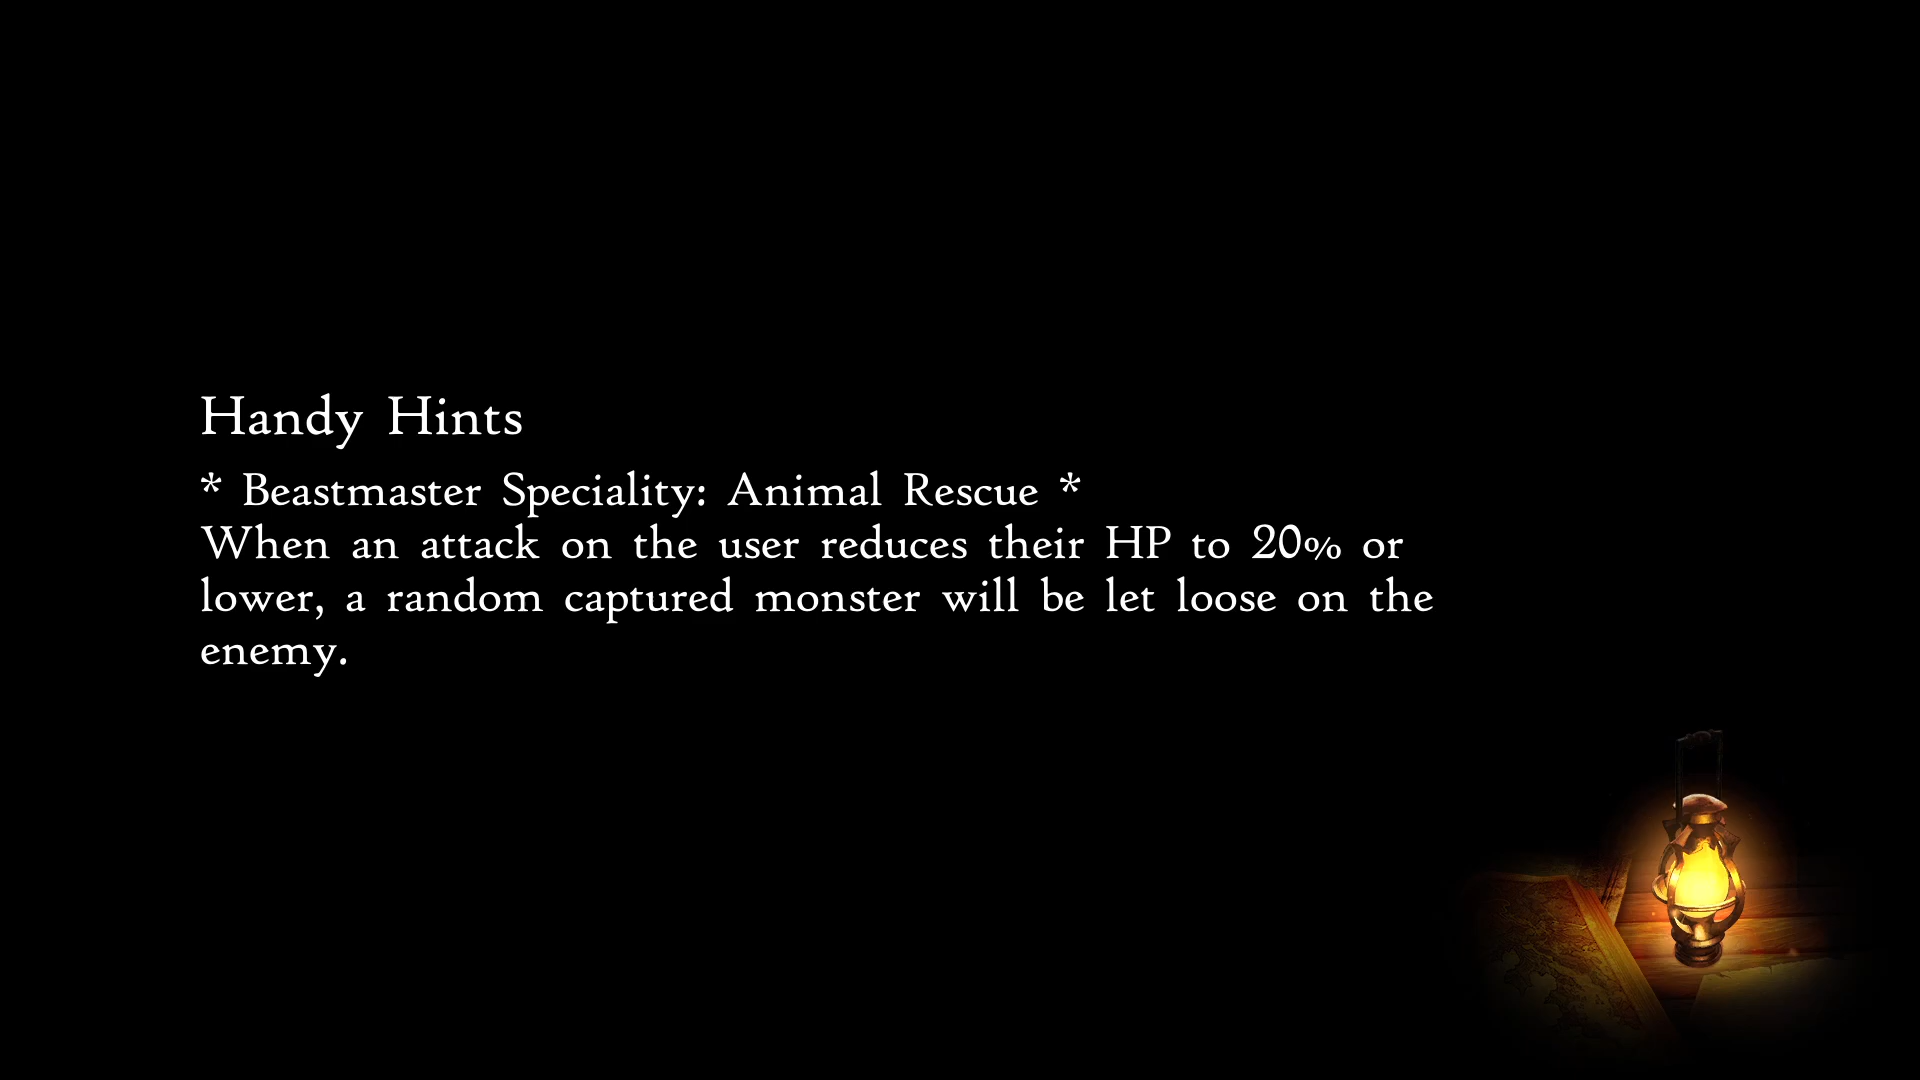 Handy Hints
* Beastmaster Speciality: Animal Rescue *
When an attack on the user reduces their HP to 20% or
lower, a random captured monster will be let loose on the
enemy.